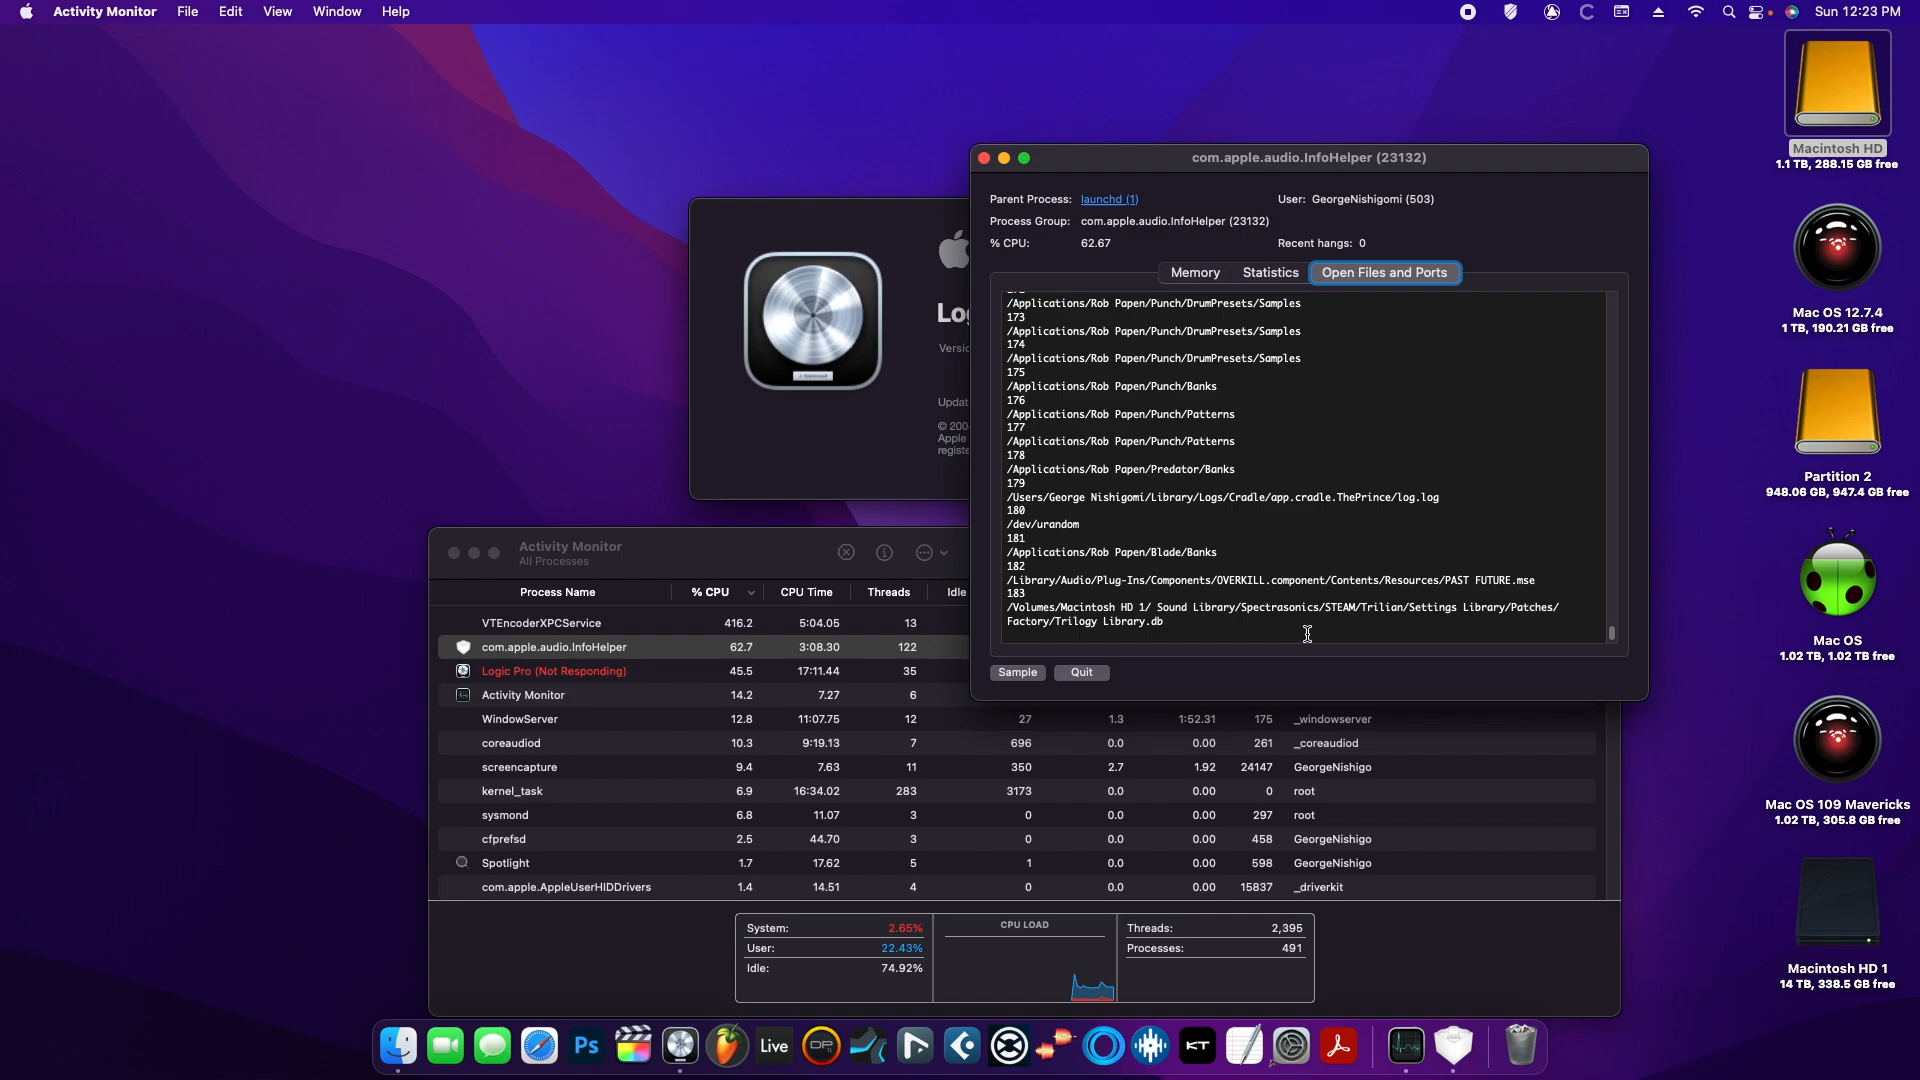 Activity Monitor File Edit View Window Help
Sun 12:23 PM
Macintosh HD
1.1 TB, 288.15 GB free
Mac OS 12.7.4
1 TB, 190.21 GB free
Partition 2
948.06 GB, 947.4 GB free
Mac OS
1.02 TB, 1.02 TB free
Mac OS 109 Mavericks
1.02 TB, 305.8 GB free
Macintosh HD 1
14 TB, 338.5 GB free
com.apple.audio.InfoHelper (23132)
Parent Process: launchd (1) User: GeorgeNishigomi (503)
Process Group: com.apple.audio.InfoHelper (23132)
% CPU: 62.67 Recent hangs: 0
Memory Statistics Open Files and Ports
/Applications/Rob Papen/Punch/DrumPresets/Samples
173
/Applications/Rob Papen/Punch/DrumPresets/Samples
174
/Applications/Rob Papen/Punch/DrumPresets/Samples
175
/Applications/Rob Papen/Punch/Banks
176
/Applications/Rob Papen/Punch/Patterns
177
/Applications/Rob Papen/Punch/Patterns
178
/Applications/Rob Papen/Predator/Banks
179
/Users/George Nishigomi/Library/Logs/Cradle/app.cradle.ThePrince/log.log
180
/dev/urandom
181
/Applications/Rob Papen/Blade/Banks
182
/Library/Audio/Plug-Ins/Components/OVERKILL.component/Contents/Resources/PAST FUTURE.mse
183
/Volumes/Macintosh HD 1/ Sound Library/Spectrasonics/STEAM/Trilian/Settings Library/Patches/
Factory/Trilogy Library.db
Sample Quit
Lo
Versic
Updat
© 200
Apple
registe
Activity Monitor
All Processes
Process Name % CPU CPU Time Threads Idle
VTEncoderXPCService 416.2 5:04.05 13
com.apple.audio.InfoHelper 62.7 3:08.30 122
Logic Pro (Not Responding) 45.5 17:11.44 35
Activity Monitor 14.2 7.27 6
WindowServer 12.8 11:07.75 12 27 1.3 1:52.31 175 _windowserver
coreaudiod 10.3 9:19.13 7 696 0.0 0.00 261 _coreaudiod
screencapture 9.4 7.63 11 350 2.7 1.92 24147 GeorgeNishigo
kernel_task 6.9 16:34.02 283 3173 0.0 0.00 0 root
sysmond 6.8 11.07 3 0 0.0 0.00 297 root
cfprefsd 2.5 44.70 3 0 0.0 0.00 458 GeorgeNishigo
Spotlight 1.7 17.62 5 1 0.0 0.00 598 GeorgeNishigo
com.apple.AppleUserHIDDrivers 1.4 14.51 4 0 0.0 0.00 15837 _driverkit
System: 2.65%
User: 22.43%
Idle: 74.92%
CPU LOAD
Threads: 2,395
Processes: 491
Ps
Live
DP
KT